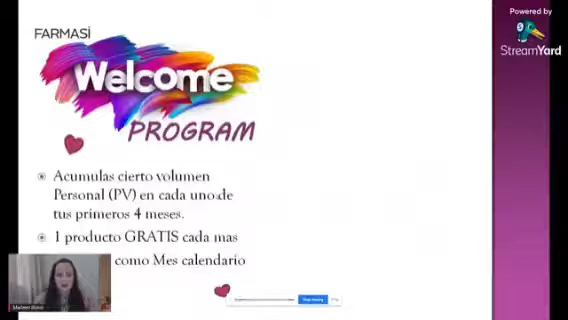 Powered by
StreamYard
FARMASİ
Welcome
PROGRAM
Acumulas cierto volumen
Personal (PV) en cada uno de
tus primeros 4 meses.
1 producto GRATIS cada mas
como Mes calendario